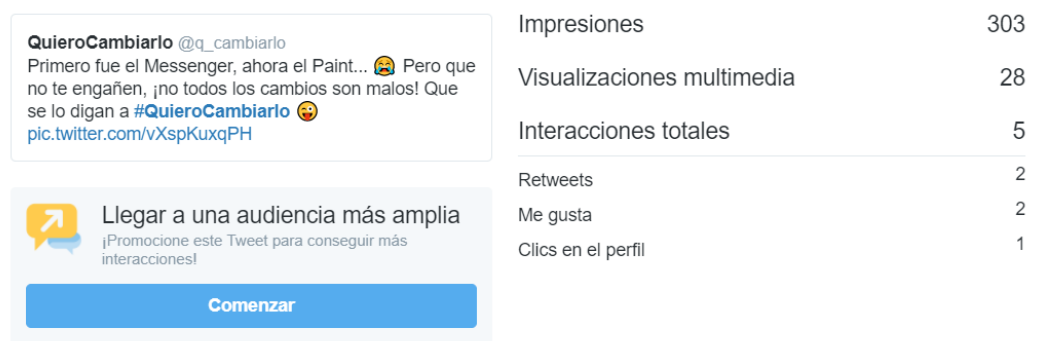 QuieroCambiarlo @q_cambiarlo
Primero fue el Messenger, ahora el Paint... 😭 Pero que
no te engañen, ¡no todos los cambios son malos! Que
se lo digan a #QuieroCambiarlo 😜
pic.twitter.com/vXspKuxqPH
Llegar a una audiencia más amplia
¡Promocione este Tweet para conseguir más
interacciones!
Comenzar
Impresiones 303
Visualizaciones multimedia 28
Interacciones totales 5
Retweets 2
Me gusta 2
Clics en el perfil 1